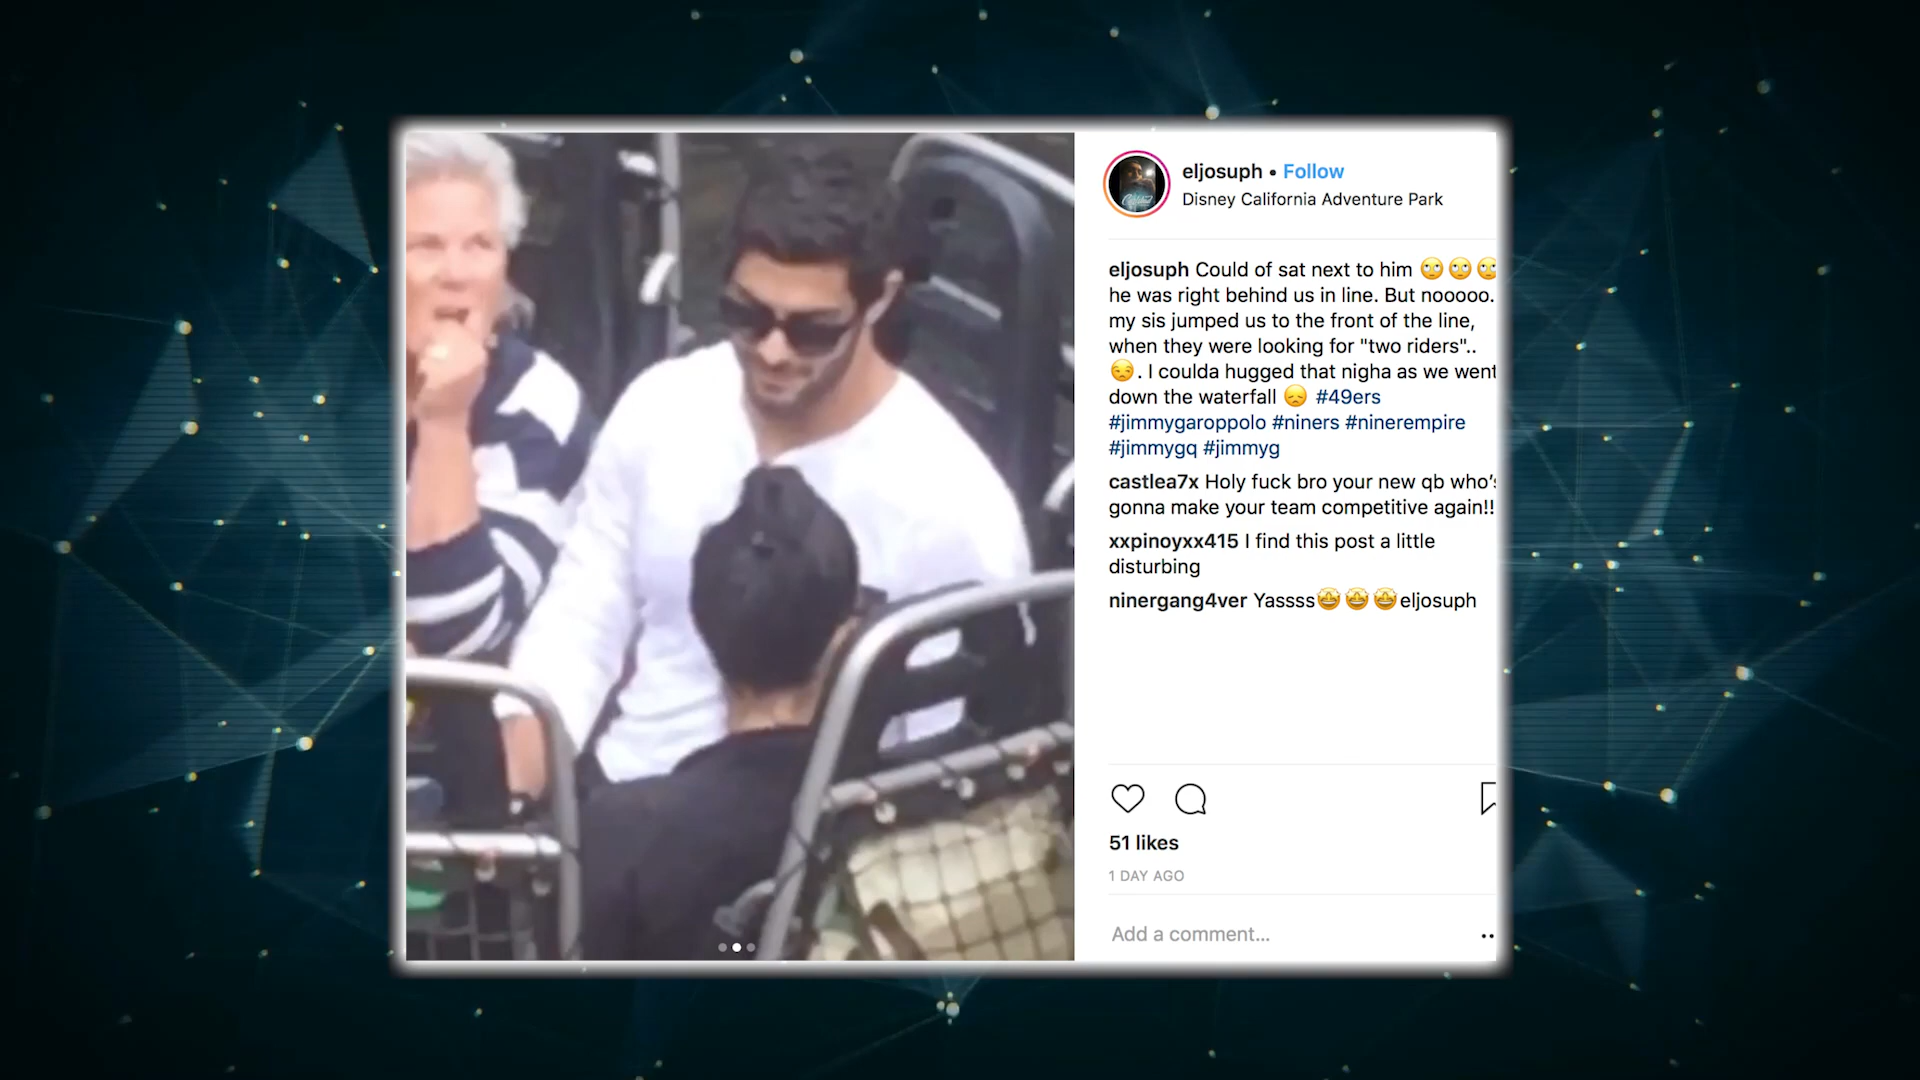 eljosuph • Follow
Disney California Adventure Park
eljosuph Could of sat next to him 🙄🙄🙄
he was right behind us in line. But nooooo.
my sis jumped us to the front of the line,
when they were looking for "two riders"..
😒. I coulda hugged that nigha as we went
down the waterfall 😞 #49ers
#jimmygaroppolo #niners #ninerempire
#jimmygq #jimmyg
castlea7x Holy fuck bro your new qb who's
gonna make your team competitive again!!
xxpinoyxx415 I find this post a little
disturbing
ninergang4ver Yassss🤩🤩🤩eljosuph
51 likes
1 DAY AGO
Add a comment...